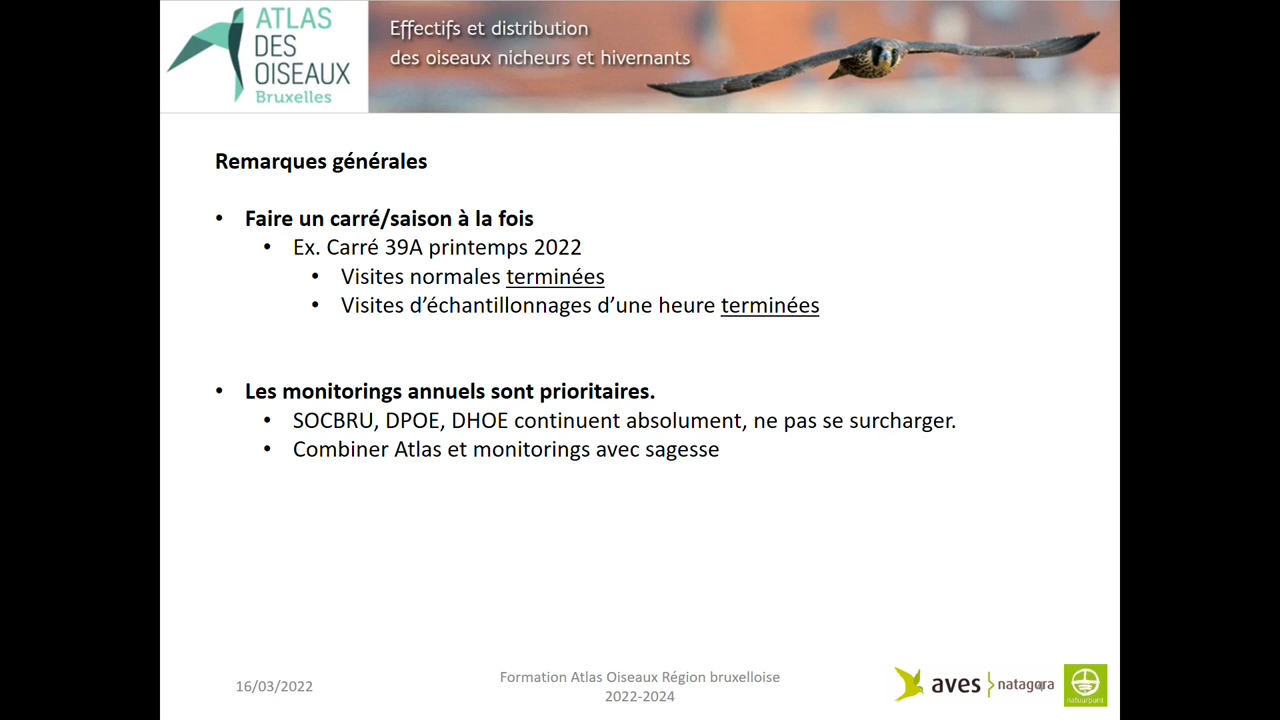 ATLAS
DES
OISEAUX
Bruxelles
Effectifs et distribution
des oiseaux nicheurs et hivernants
Remarques générales
• Faire un carré/saison à la fois
• Ex. Carré 39A printemps 2022
• Visites normales terminées
• Visites d’échantillonnages d’une heure terminées
• Les monitorings annuels sont prioritaires.
• SOCBRU, DPOE, DHOE continuent absolument, ne pas se surcharger.
• Combiner Atlas et monitorings avec sagesse
16/03/2022
Formation Atlas Oiseaux Région bruxelloise
2022-2024
aves natagora
natuurpunt